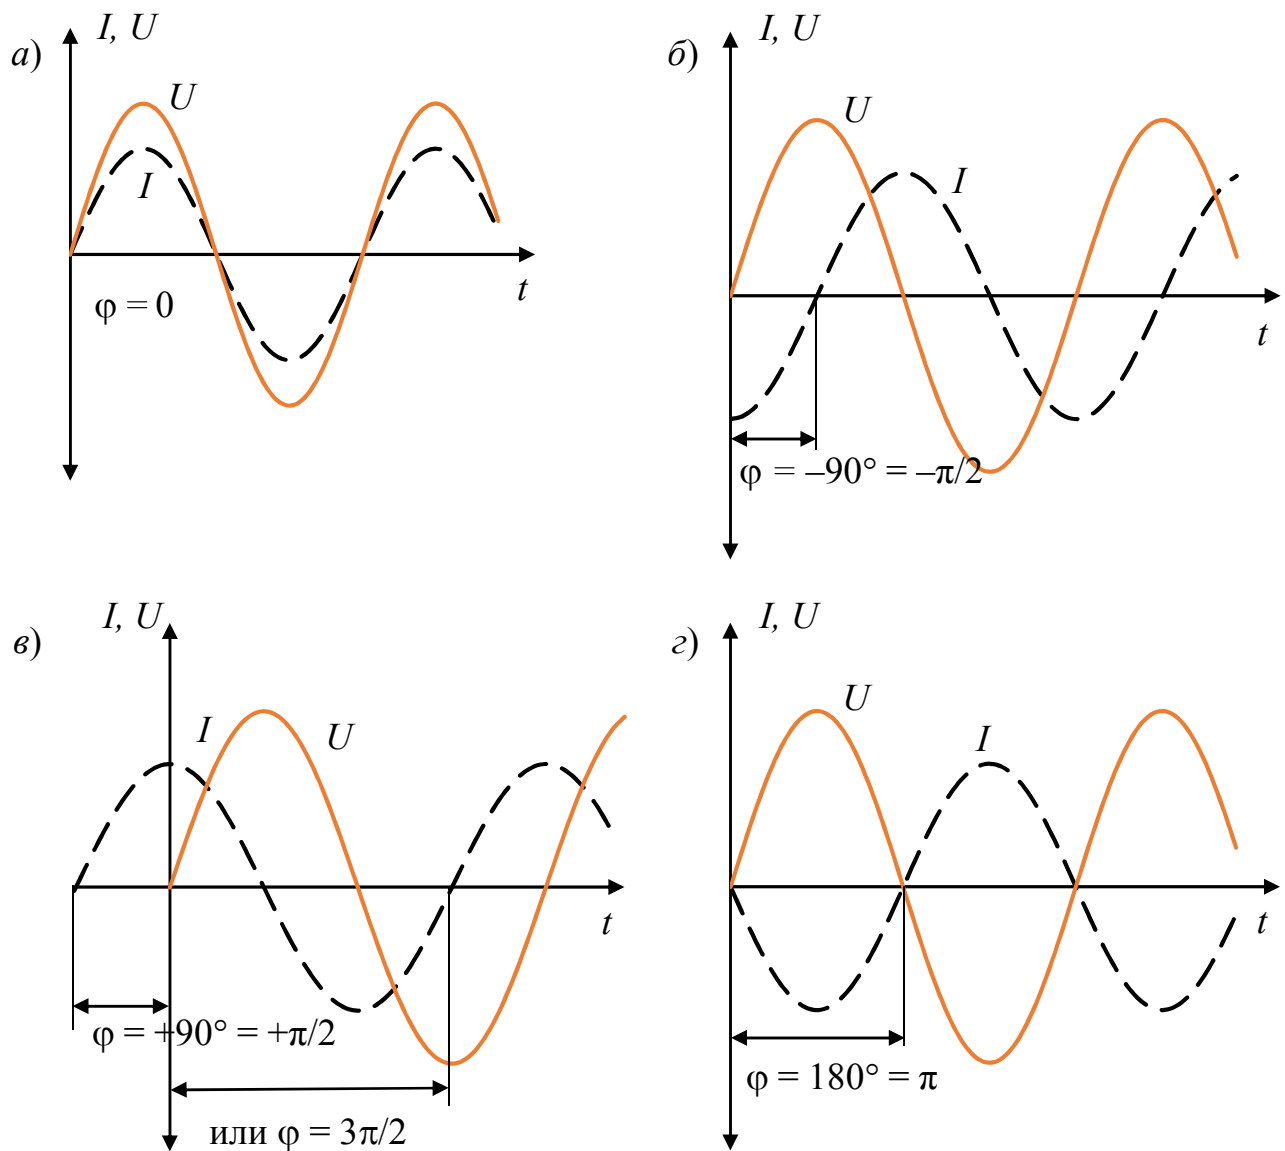 а)
I, U
U
I
t
φ = 0
б)
I, U
U
I
t
φ = –90° = –π/2
в)
I, U
I
U
t
φ = +90° = +π/2
или φ = 3π/2
г)
I, U
U
I
t
φ = 180° = π